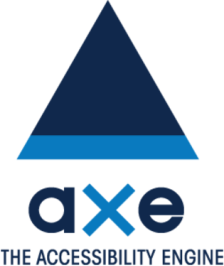 axe
THE ACCESSIBILITY ENGINE